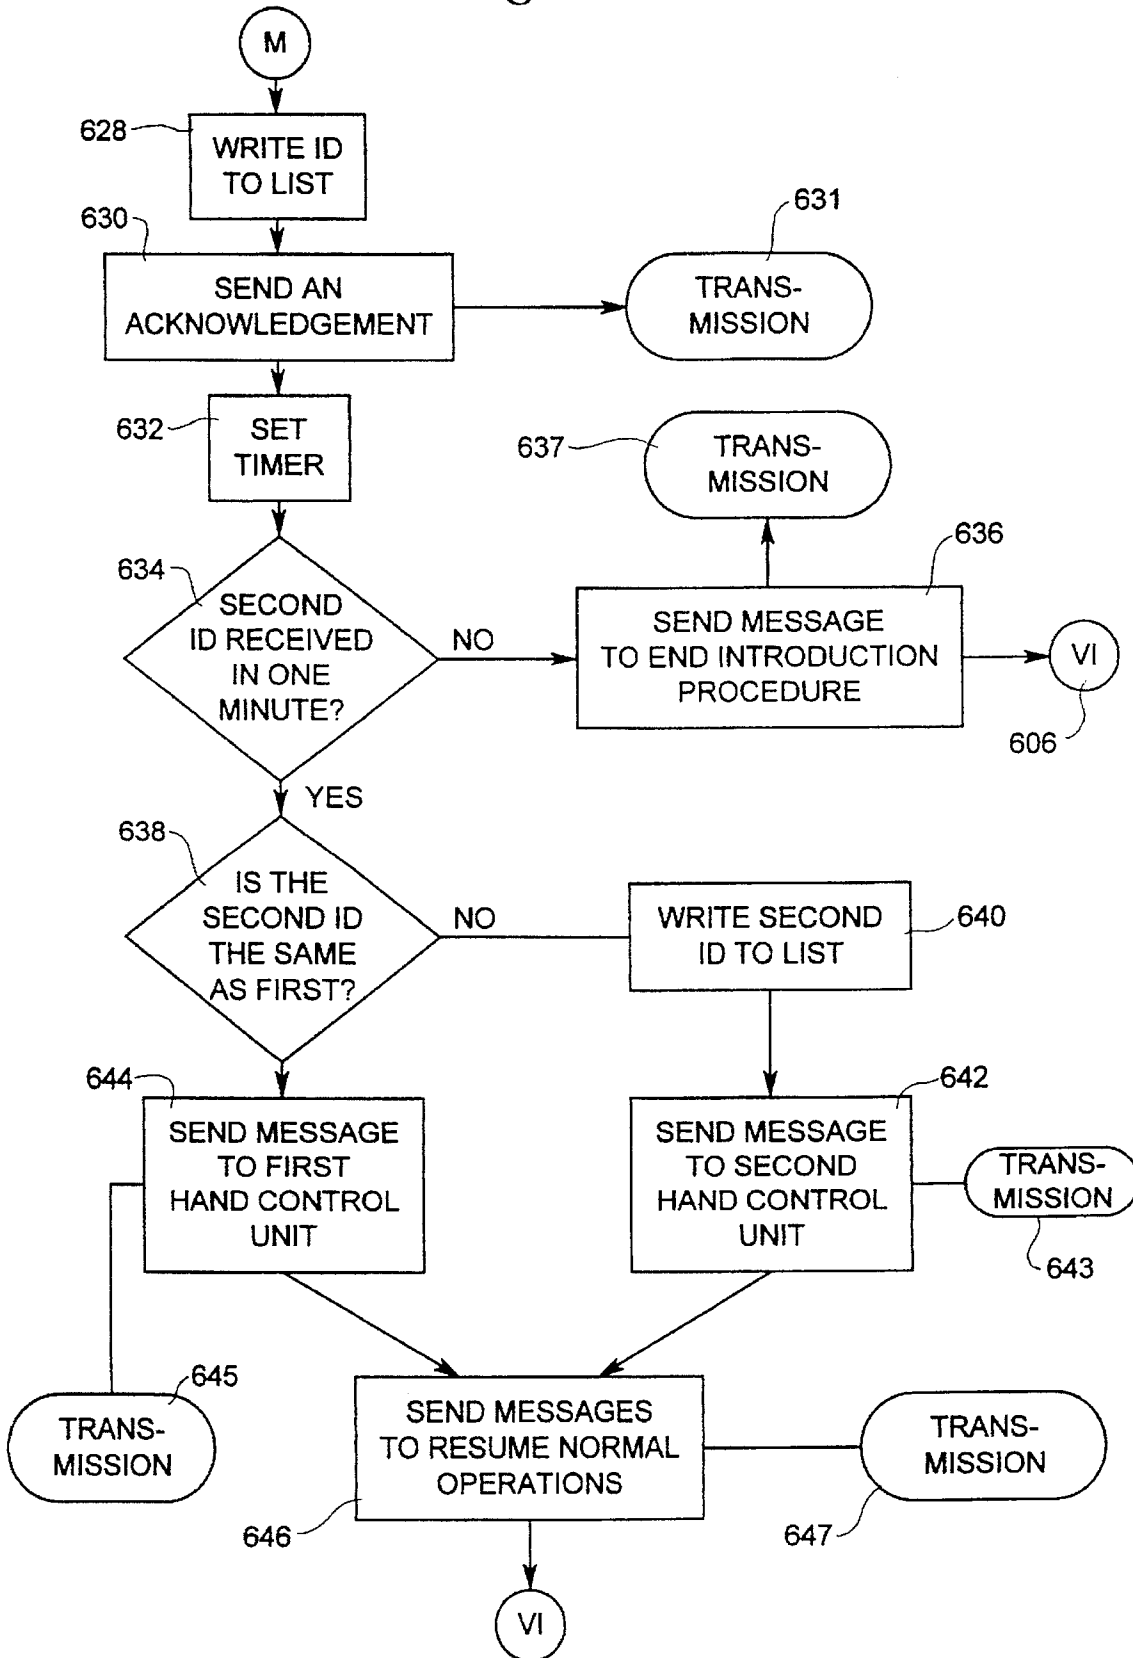 M
628
WRITE ID
TO LIST
630
SEND AN
ACKNOWLEDGEMENT
631
TRANS-
MISSION
632
SET
TIMER
637
TRANS-
MISSION
634
SECOND
ID RECEIVED
IN ONE
MINUTE?
NO
636
SEND MESSAGE
TO END INTRODUCTION
PROCEDURE
VI
606
YES
638
IS THE
SECOND ID
THE SAME
AS FIRST?
NO
WRITE SECOND
ID TO LIST
640
644
SEND MESSAGE
TO FIRST
HAND CONTROL
UNIT
642
SEND MESSAGE
TO SECOND
HAND CONTROL
UNIT
TRANS-
MISSION
643
645
TRANS-
MISSION
SEND MESSAGES
TO RESUME NORMAL
OPERATIONS
646
TRANS-
MISSION
647
VI